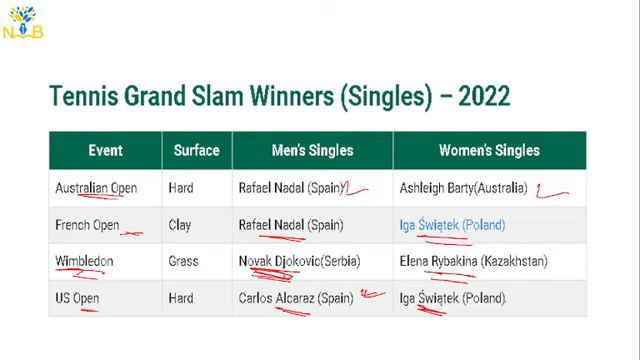 N B
Tennis Grand Slam Winners (Singles) – 2022
Event Surface Men's Singles Women's Singles
Australian Open Hard Rafael Nadal (Spain) Ashleigh Barty(Australia)
French Open Clay Rafael Nadal (Spain) Iga Świątek (Poland)
Wimbledon Grass Novak Djokovic(Serbia) Elena Rybakina (Kazakhstan)
US Open Hard Carlos Alcaraz (Spain) Iga Świątek (Poland)